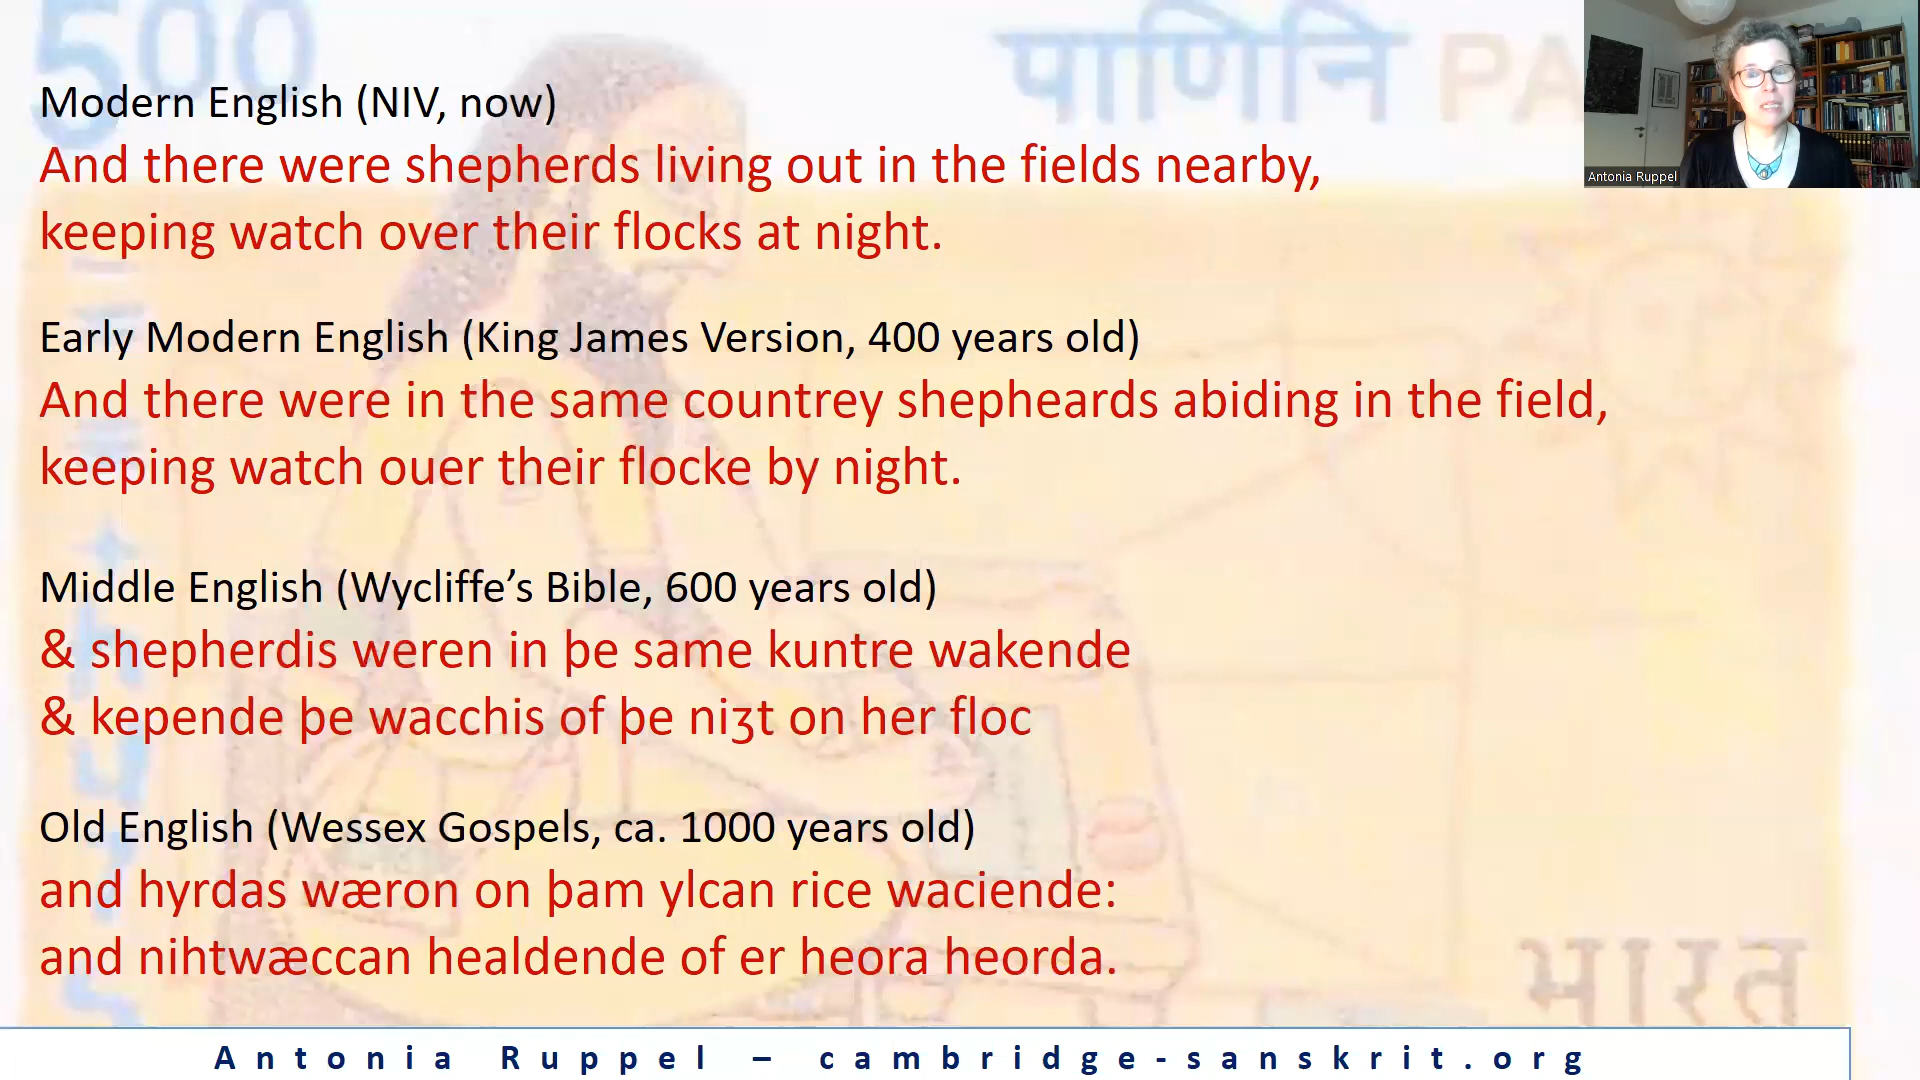 500
पाणिनि PA
Modern English (NIV, now)
And there were shepherds living out in the fields nearby,
keeping watch over their flocks at night.
Antonia Ruppel
Early Modern English (King James Version, 400 years old)
And there were in the same countrey shepheards abiding in the field,
keeping watch ouer their flocke by night.
Middle English (Wycliffe’s Bible, 600 years old)
& shepherdis weren in þe same kuntre wakende
& kepende þe wacchis of þe niʒt on her floc
Old English (Wessex Gospels, ca. 1000 years old)
and hyrdas wæron on þam ylcan rice waciende:
and nihtwæccan healdende of er heora heorda.
भारत
Antonia Ruppel – cambridge-sanskrit.org